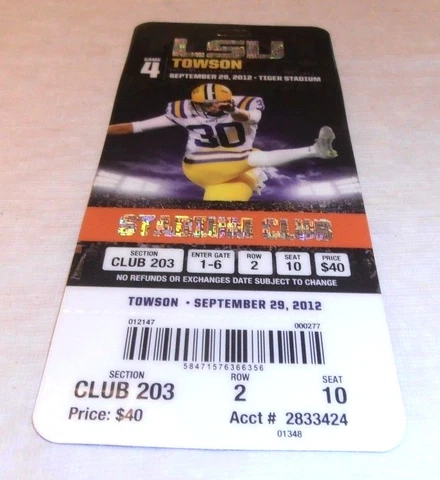 LSU
GAME
4
TOWSON
SEPTEMBER 29, 2012 • TIGER STADIUM
30
STADIUM CLUB
SECTION ENTER GATE ROW SEAT PRICE
CLUB 203 1-6 2 10 $40
NO REFUNDS OR EXCHANGES DATE SUBJECT TO CHANGE
TOWSON • SEPTEMBER 29, 2012
012147 000277
58471576366356
SECTION ROW SEAT
CLUB 203 2 10
Price: $40 Acct # 2833424
01348